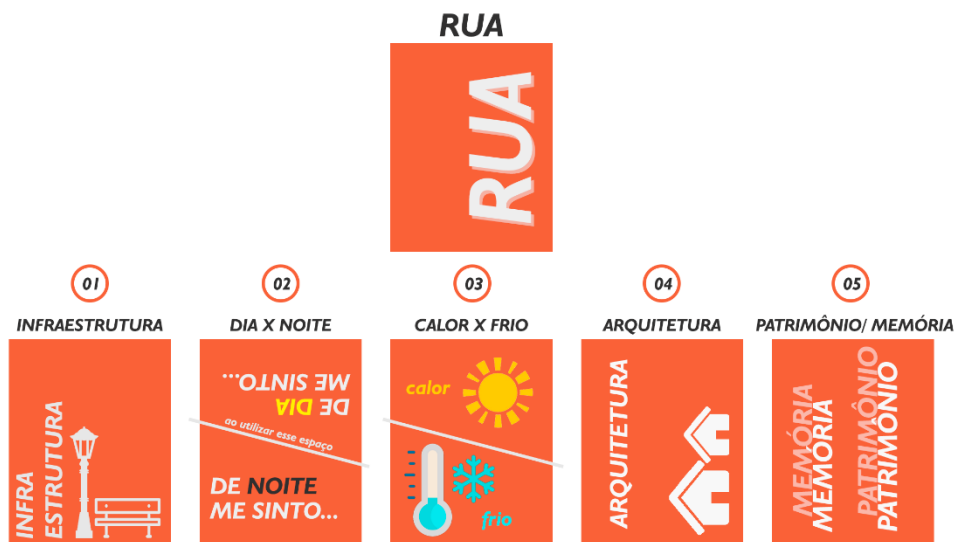 RUA
RUA
01
INFRAESTRUTURA
INFRA
ESTRUTURA
02
DIA X NOITE
DE DIA
ME SINTO...
ao utilizar esse espaço
DE NOITE
ME SINTO...
03
CALOR X FRIO
calor
frio
04
ARQUITETURA
ARQUITETURA
05
PATRIMÔNIO/ MEMÓRIA
MEMÓRIA
MEMÓRIA
PATRIMÔNIO
PATRIMÔNIO